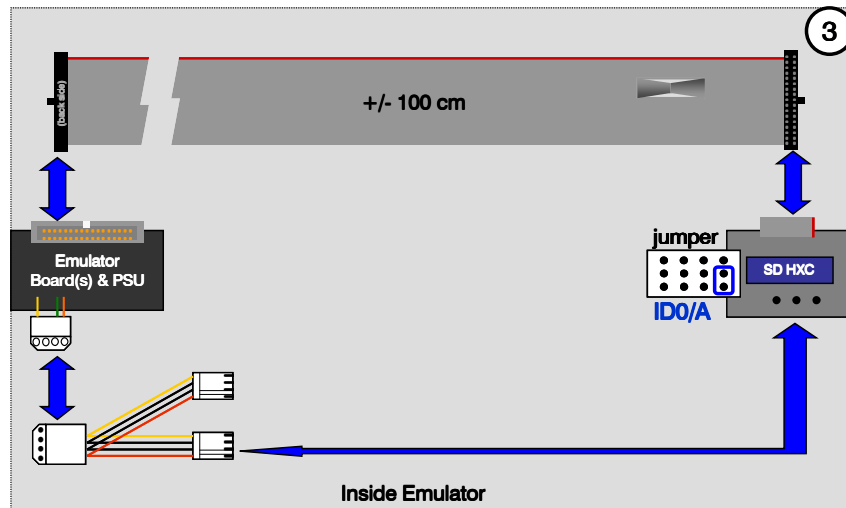 3
(back side)
+/- 100 cm
Emulator
Board(s) & PSU
jumper
SD HXC
ID0/A
Inside Emulator